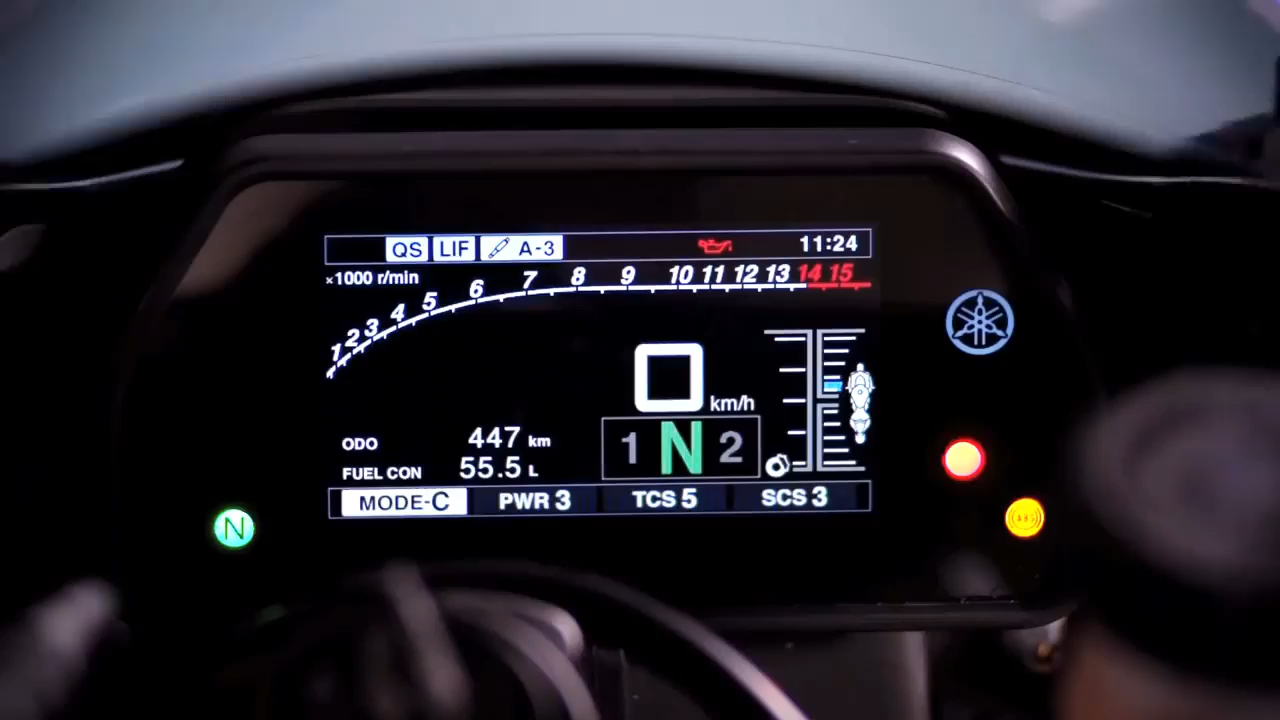 QS LIF A-3 11:24
×1000 r/min
1 2 3 4 5 6 7 8 9 10 11 12 13 14 15
0 km/h
ODO 447 km
FUEL CON 55.5 L
1 N 2
MODE-C PWR 3 TCS 5 SCS 3
N
ABS